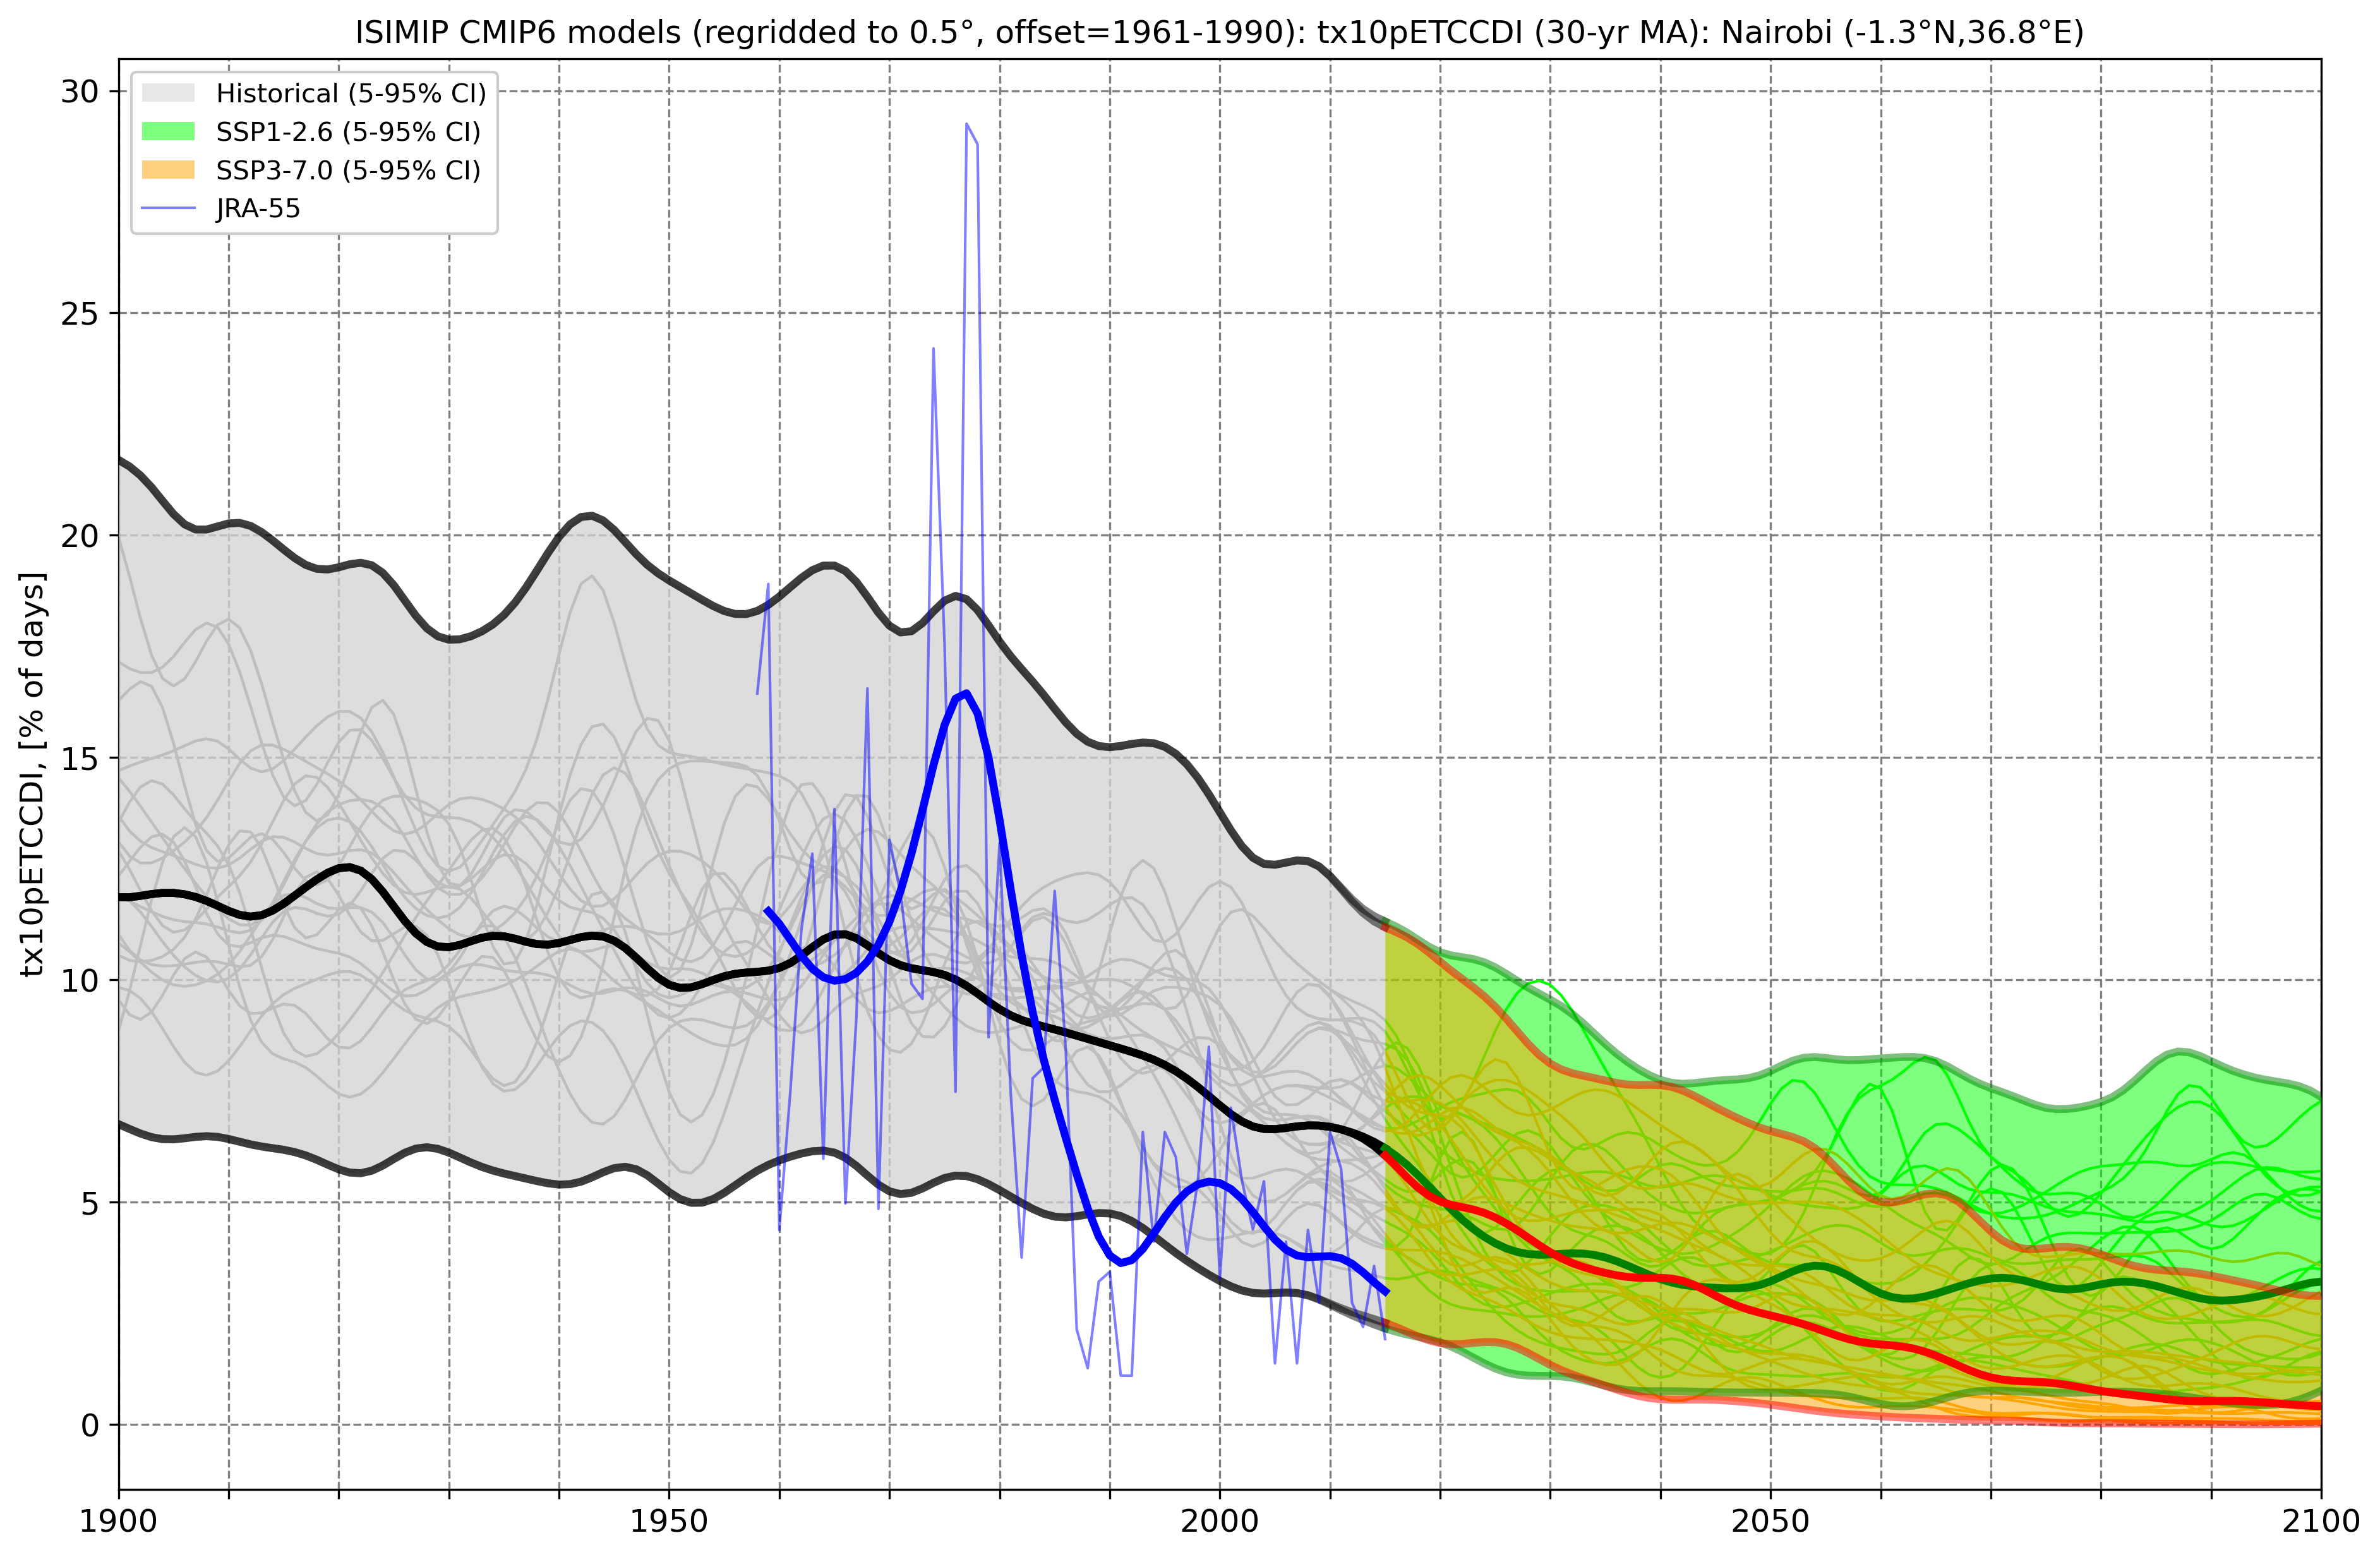 ISIMIP CMIP6 models (regridded to 0.5°, offset=1961-1990): tx10pETCCDI (30-yr MA): Nairobi (-1.3°N,36.8°E)
Historical (5-95% CI)
SSP1-2.6 (5-95% CI)
SSP3-7.0 (5-95% CI)
JRA-55
tx10pETCCDI, [% of days]
30
25
20
15
10
5
0
1900
1950
2000
2050
2100